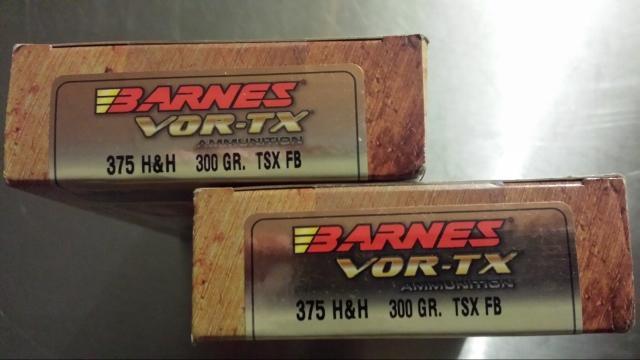 BARNES
VOR-TX
AMMUNITION
375 H&H 300 GR. TSX FB
BARNES
VOR-TX
AMMUNITION
375 H&H 300 GR. TSX FB